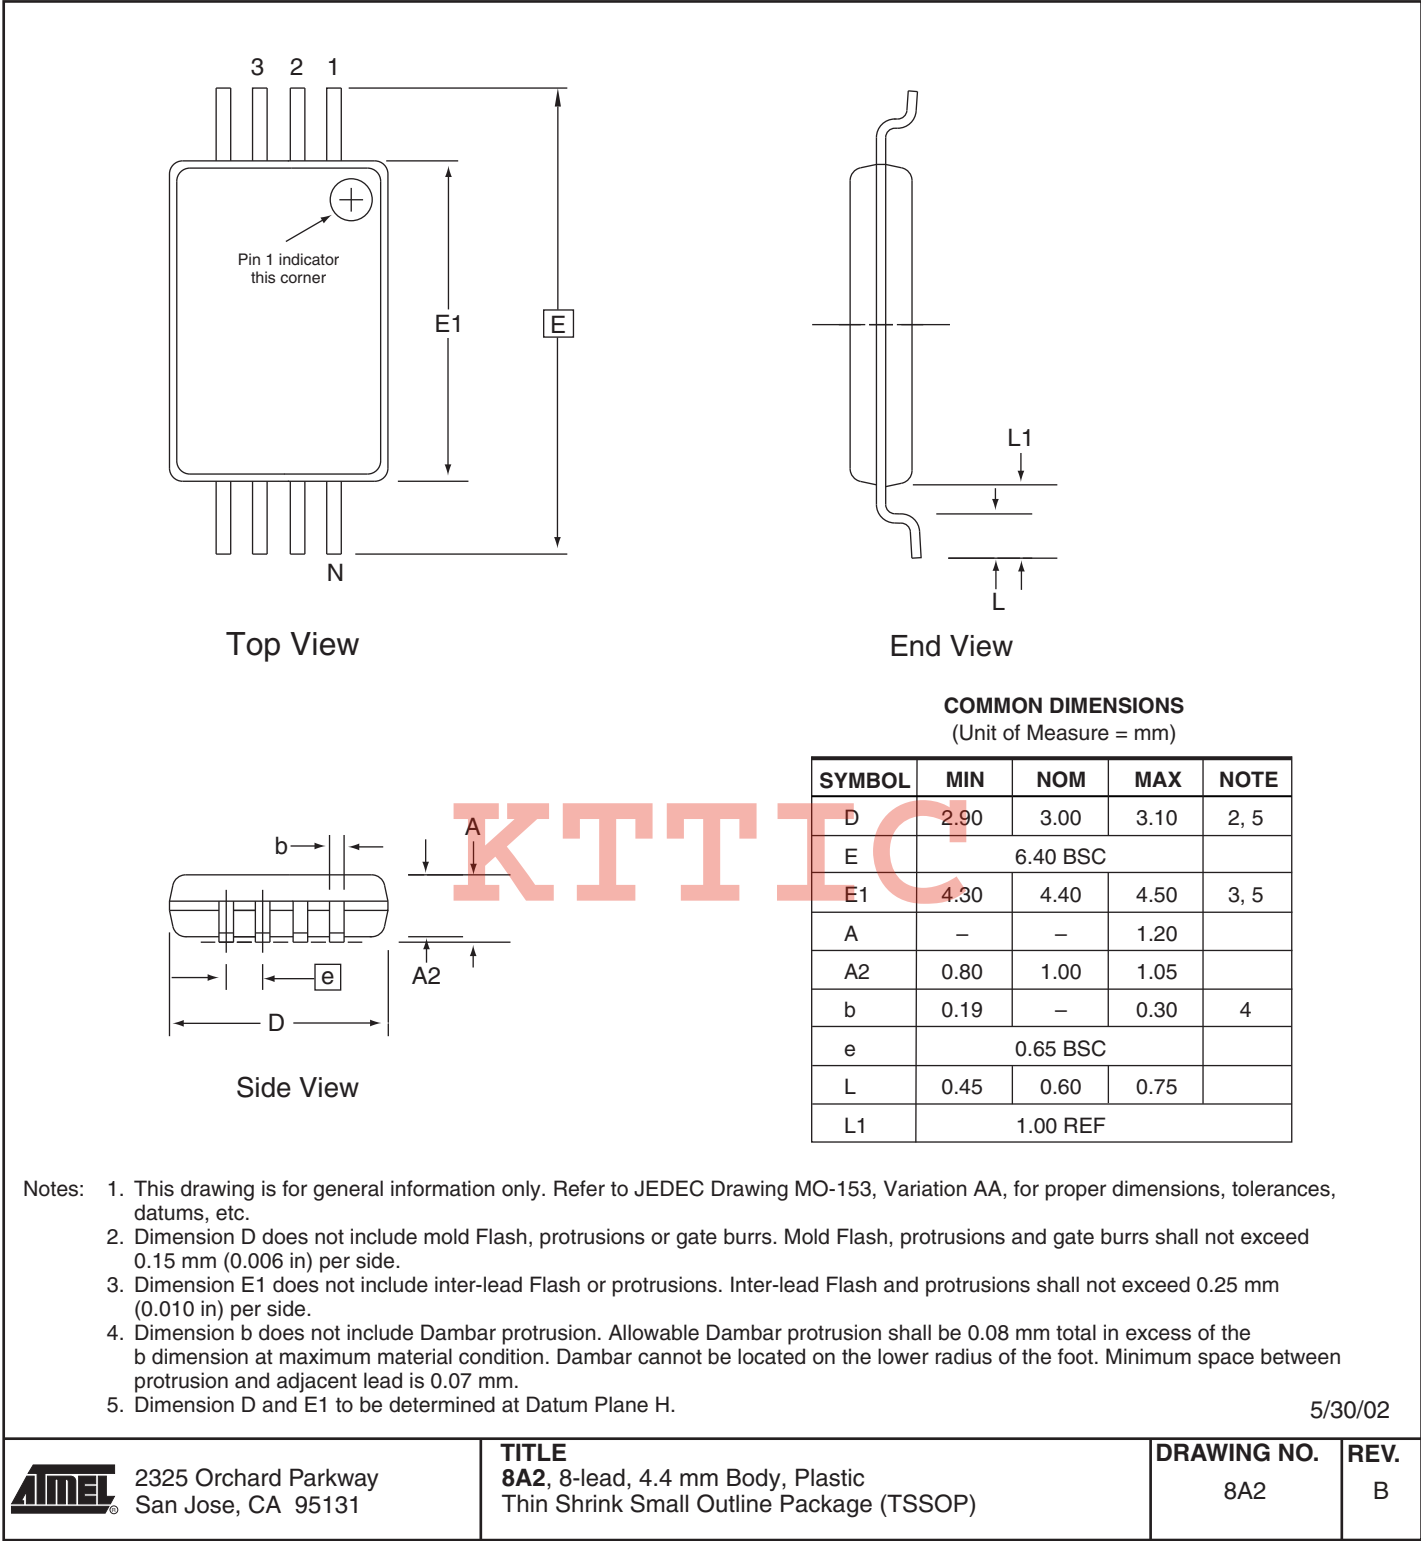 3 2 1
Pin 1 indicator
this corner
E1
E
N
Top View
L1
L
End View
COMMON DIMENSIONS
(Unit of Measure = mm)
SYMBOL MIN NOM MAX NOTE
D 2.90 3.00 3.10 2, 5
E 6.40 BSC
E1 4.30 4.40 4.50 3, 5
A – – 1.20
A2 0.80 1.00 1.05
b 0.19 – 0.30 4
e 0.65 BSC
L 0.45 0.60 0.75
L1 1.00 REF
KTTIC
b
A
e
A2
D
Side View
Notes: 1. This drawing is for general information only. Refer to JEDEC Drawing MO-153, Variation AA, for proper dimensions, tolerances,
datums, etc.
2. Dimension D does not include mold Flash, protrusions or gate burrs. Mold Flash, protrusions and gate burrs shall not exceed
0.15 mm (0.006 in) per side.
3. Dimension E1 does not include inter-lead Flash or protrusions. Inter-lead Flash and protrusions shall not exceed 0.25 mm
(0.010 in) per side.
4. Dimension b does not include Dambar protrusion. Allowable Dambar protrusion shall be 0.08 mm total in excess of the
b dimension at maximum material condition. Dambar cannot be located on the lower radius of the foot. Minimum space between
protrusion and adjacent lead is 0.07 mm.
5. Dimension D and E1 to be determined at Datum Plane H.
5/30/02
ATMEL®
2325 Orchard Parkway
San Jose, CA 95131
TITLE
8A2, 8-lead, 4.4 mm Body, Plastic
Thin Shrink Small Outline Package (TSSOP)
DRAWING NO.
8A2
REV.
B